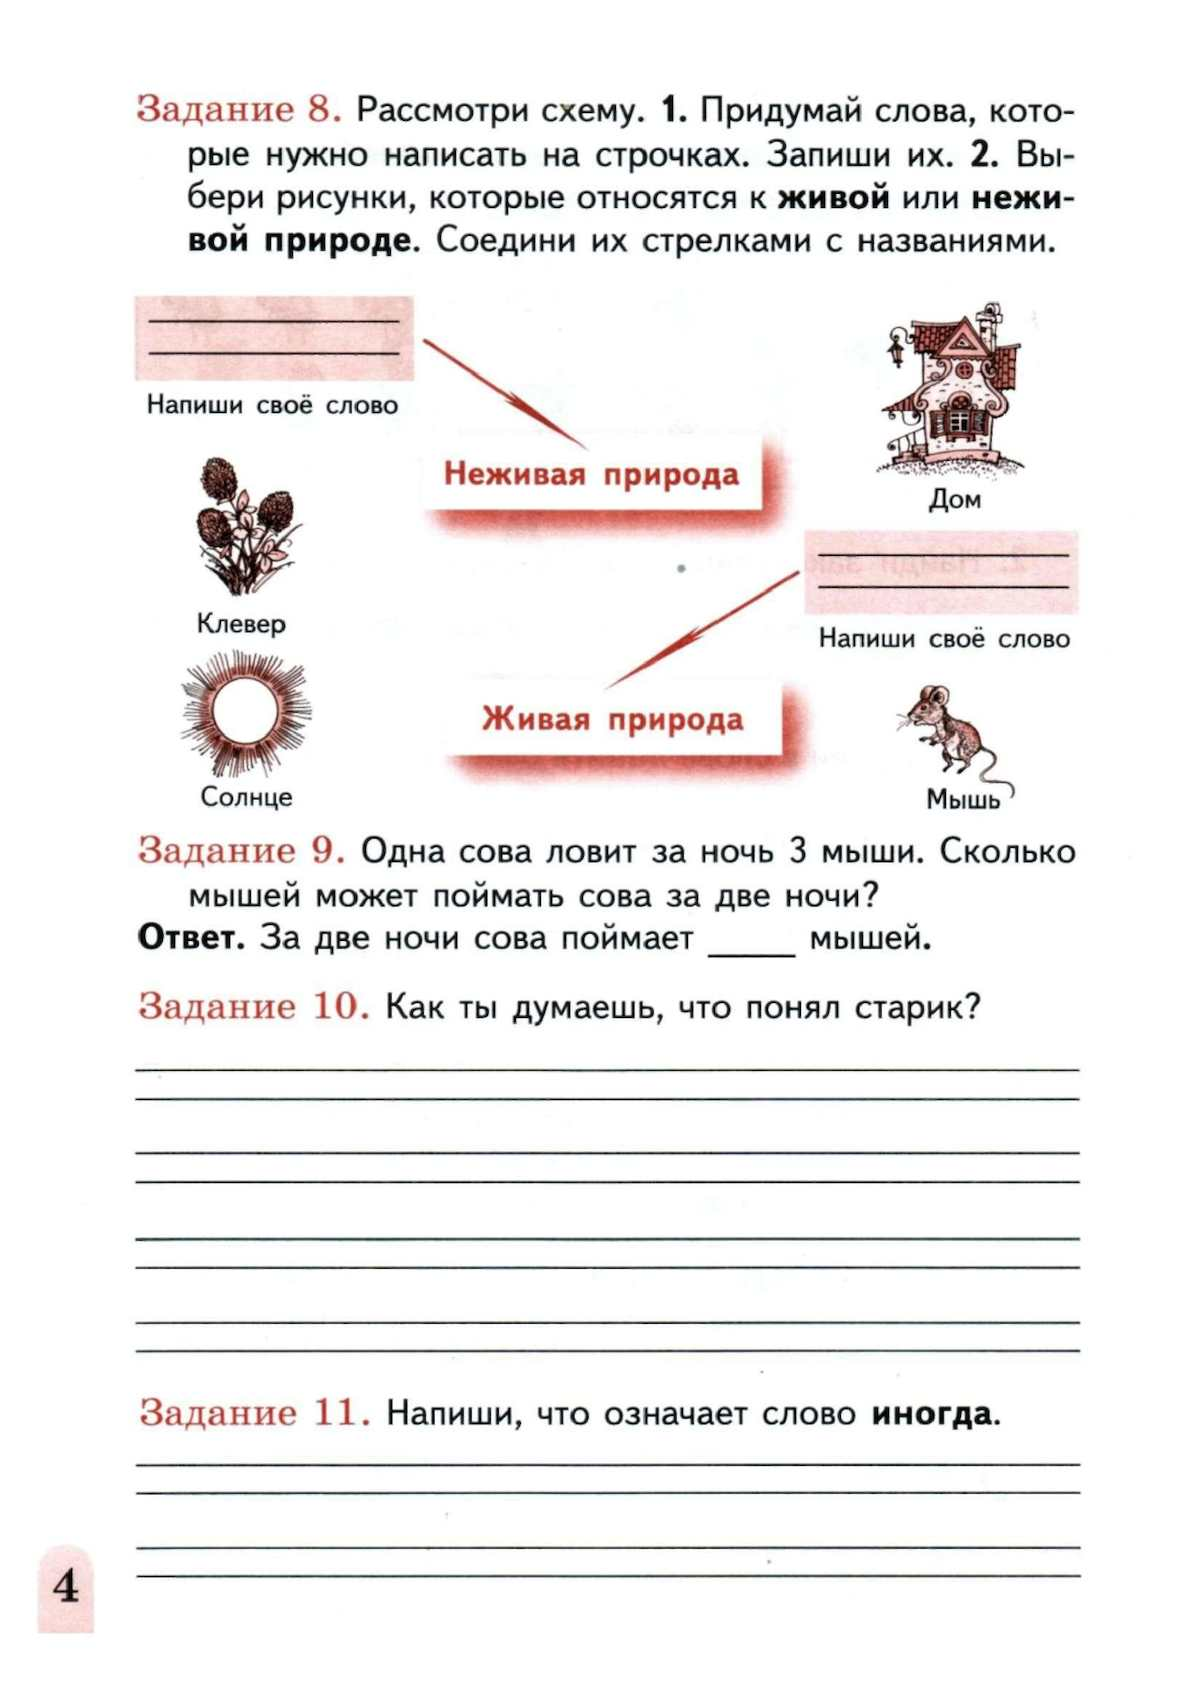 Задание 8. Рассмотри схему. 1. Придумай слова, кото-
рые нужно написать на строчках. Запиши их. 2. Вы-
бери рисунки, которые относятся к живой или нежи-
вой природе. Соедини их стрелками с названиями.
Напиши своё слово
Неживая природа
Дом
Клевер
Напиши своё слово
Живая природа
Солнце
Мышь
Задание 9. Одна сова ловит за ночь 3 мыши. Сколько
мышей может поймать сова за две ночи?
Ответ. За две ночи сова поймает _____ мышей.
Задание 10. Как ты думаешь, что понял старик?
Задание 11. Напиши, что означает слово иногда.
4